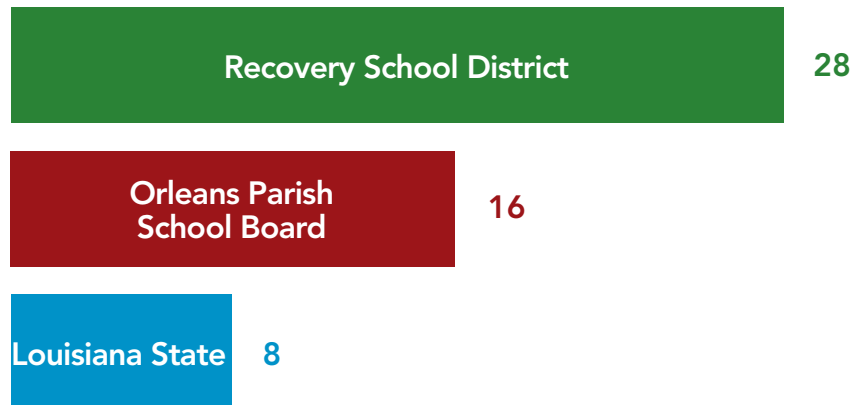 Recovery School District
28
Orleans Parish
School Board
16
Louisiana State
8